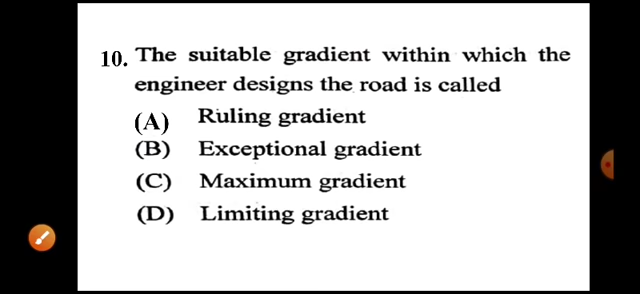 10. The suitable gradient within which the
engineer designs the road is called
(A) Ruling gradient
(B) Exceptional gradient
(C) Maximum gradient
(D) Limiting gradient